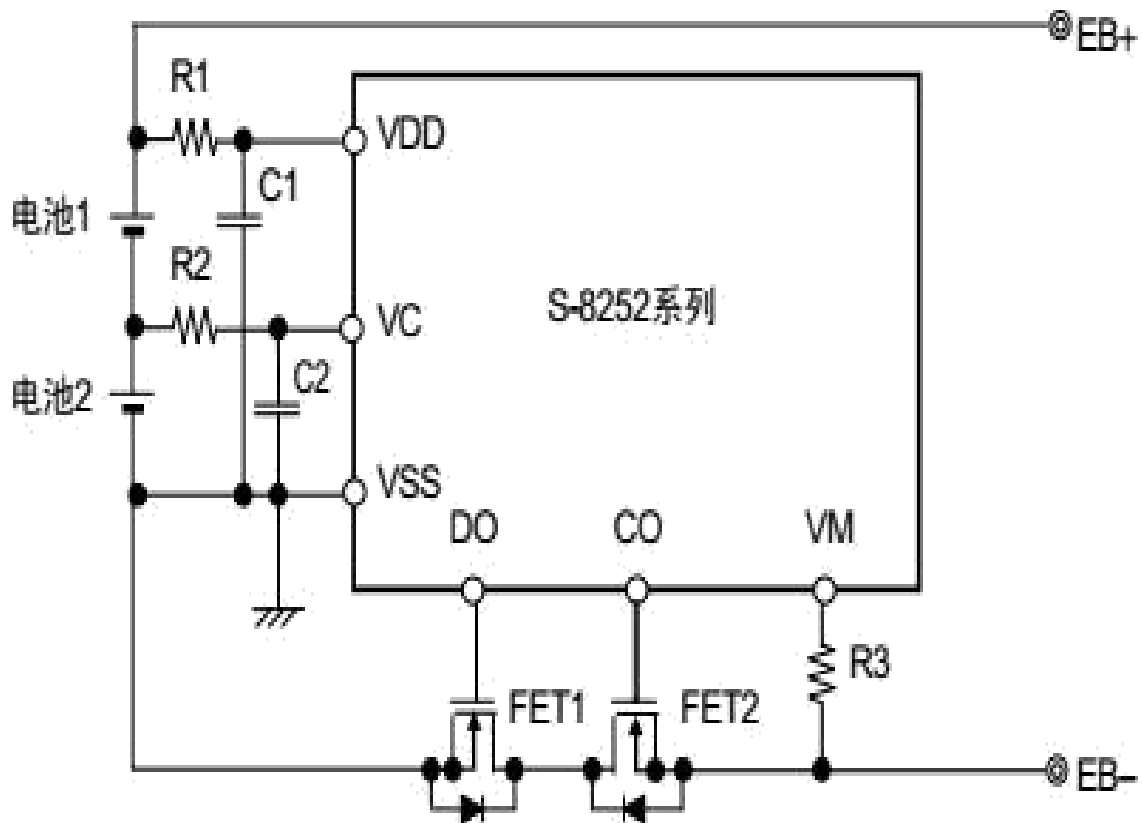 EB+
R1
VDD
C1
电池1
R2
S-8252系列
VC
C2
电池2
VSS
DO
CO
VM
R3
FET1
FET2
EB-